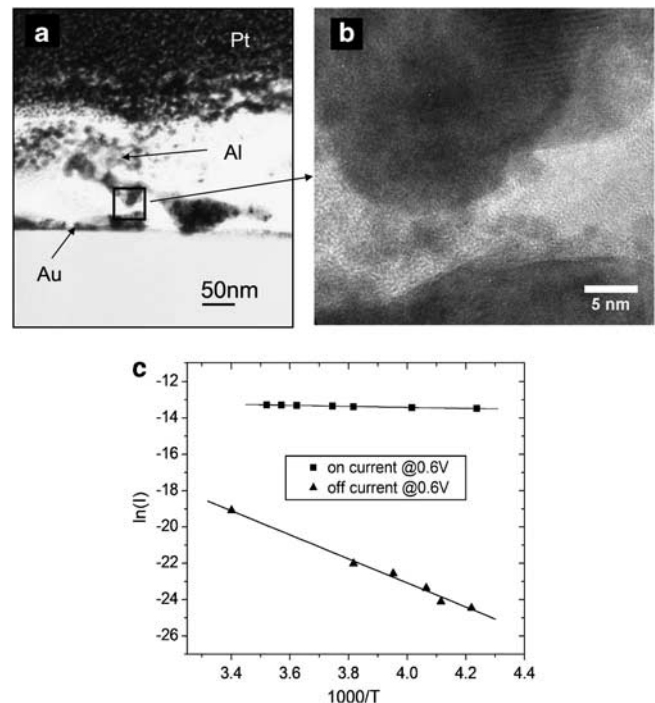 a
Pt
Al
Au
50nm
b
5 nm
c
ln(I)
-12
-14
-16
-18
-20
-22
-24
-26
on current @0.6V
off current @0.6V
3.4 3.6 3.8 4.0 4.2 4.4
1000/T